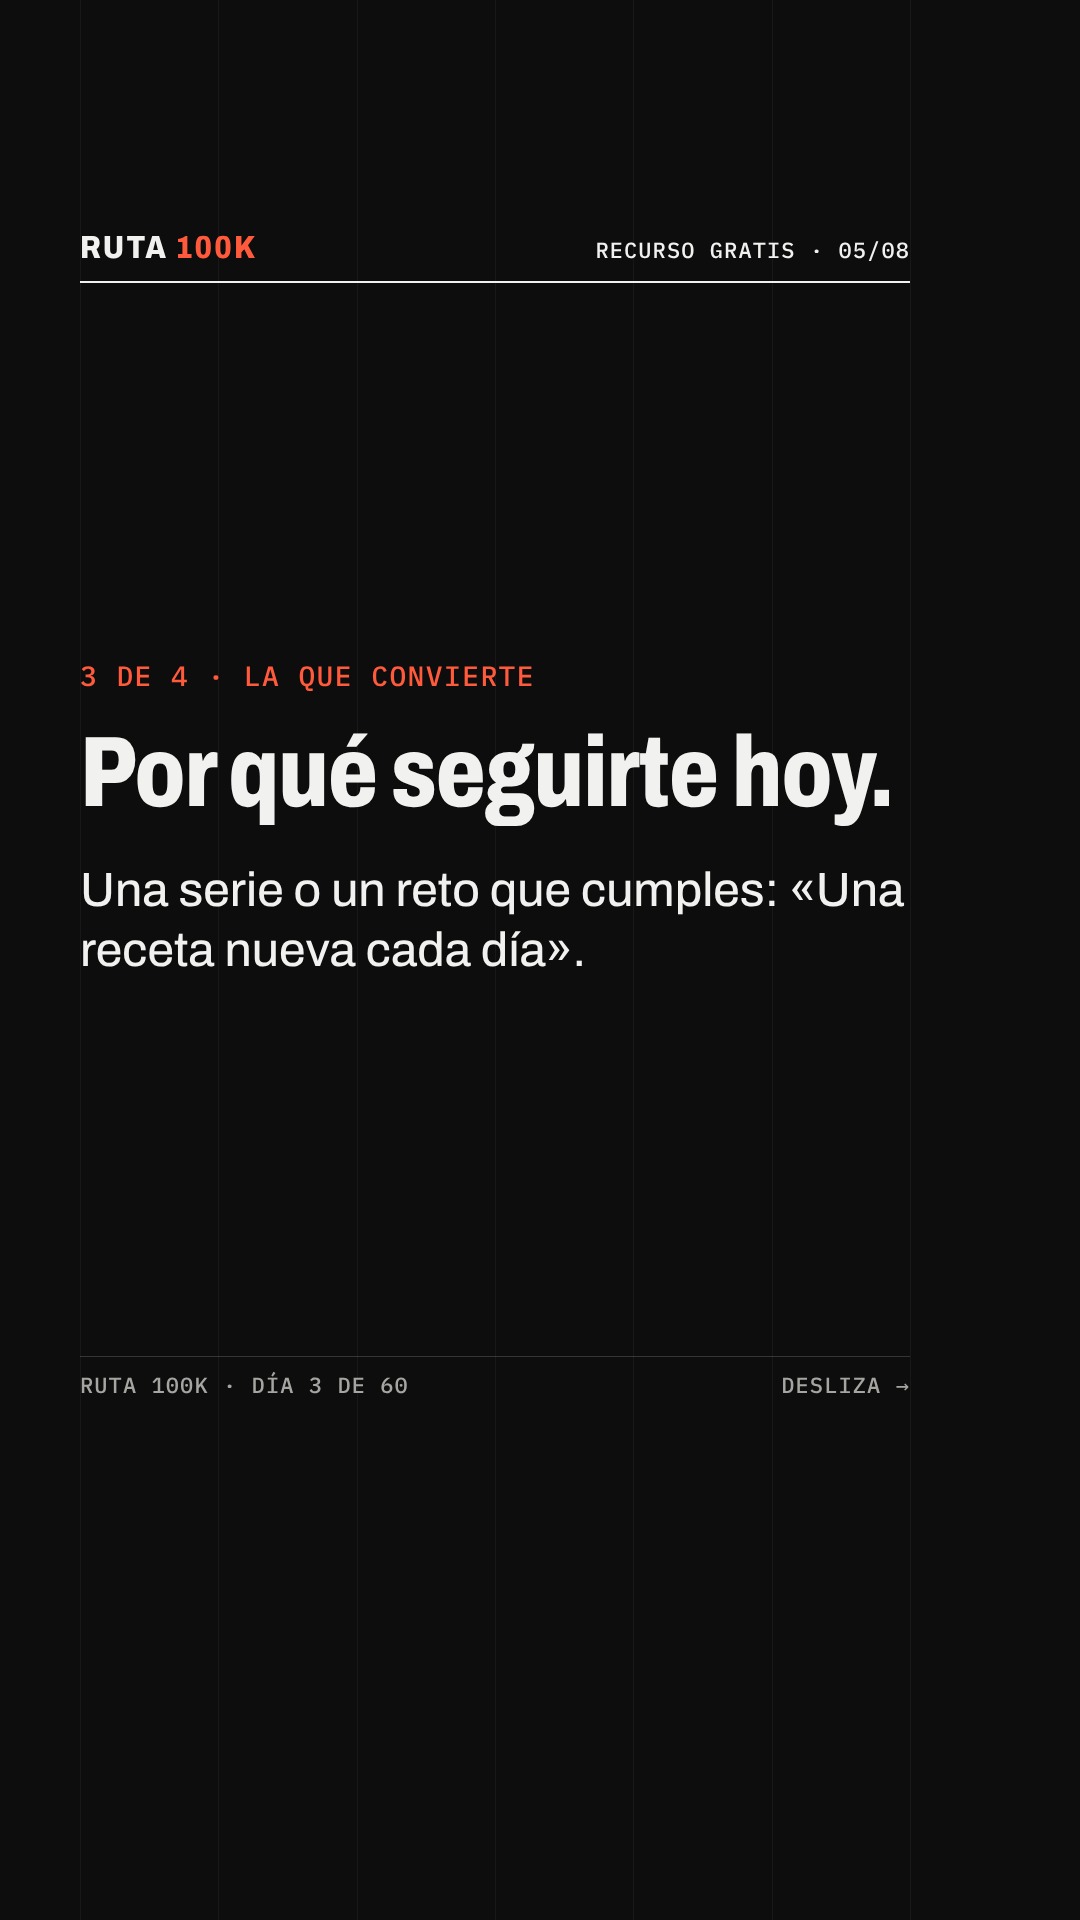 RUTA 100K
RECURSO GRATIS · 05/08
3 DE 4 · LA QUE CONVIERTE
Por qué seguirte hoy.
Una serie o un reto que cumples: «Una
receta nueva cada día».
RUTA 100K · DÍA 3 DE 60
DESLIZA →